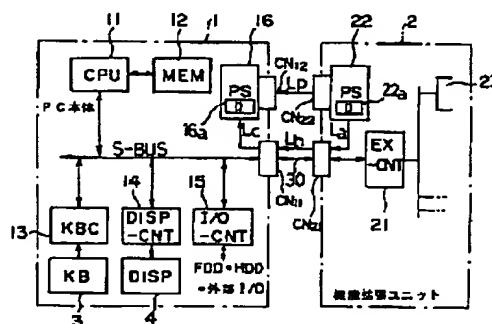 11
12
1
16
22
2
23
CPU
MEM
PS
D
16a
CN₁₂
LP
CN₂₂
PS
D
22a
PC本体
Lc
Lb
La
S-BUS
30
EX
-CNT
21
CN₁₁
CN₂₁
14
15
13
KBC
DISP
-CNT
I/O
-CNT
KB
DISP
FDD・HDD
・外部I/O
3
4
機能拡張ユニット